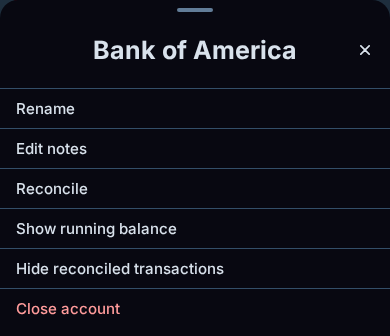 Bank of America
Rename
Edit notes
Reconcile
Show running balance
Hide reconciled transactions
Close account